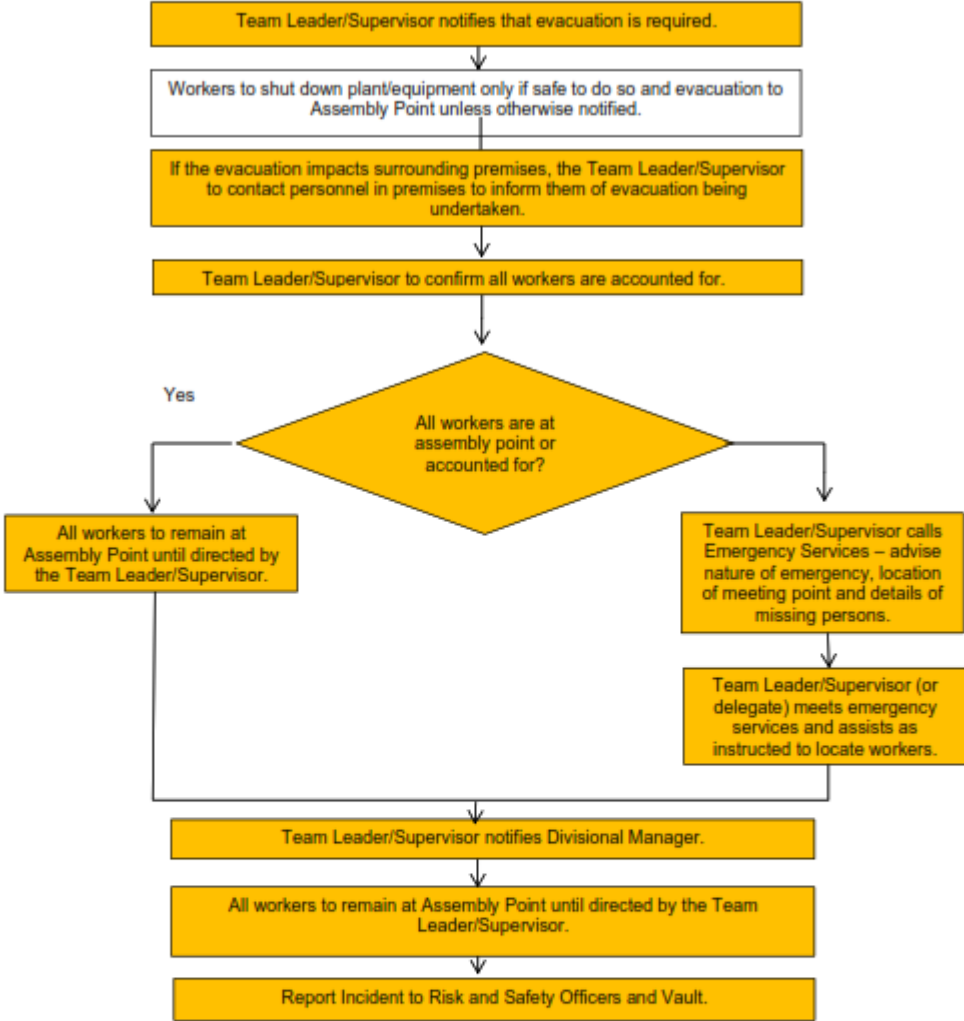 Team Leader/Supervisor notifies that evacuation is required.
Workers to shut down plant/equipment only if safe to do so and evacuation to
Assembly Point unless otherwise notified.
If the evacuation impacts surrounding premises, the Team Leader/Supervisor
to contact personnel in premises to inform them of evacuation being
undertaken.
Team Leader/Supervisor to confirm all workers are accounted for.
Yes
All workers are at
assembly point or
accounted for?
All workers to remain at
Assembly Point until directed by
the Team Leader/Supervisor.
Team Leader/Supervisor calls
Emergency Services – advise
nature of emergency, location
of meeting point and details of
missing persons.
Team Leader/Supervisor (or
delegate) meets emergency
services and assists as
instructed to locate workers.
Team Leader/Supervisor notifies Divisional Manager.
All workers to remain at Assembly Point until directed by the Team
Leader/Supervisor.
Report Incident to Risk and Safety Officers and Vault.